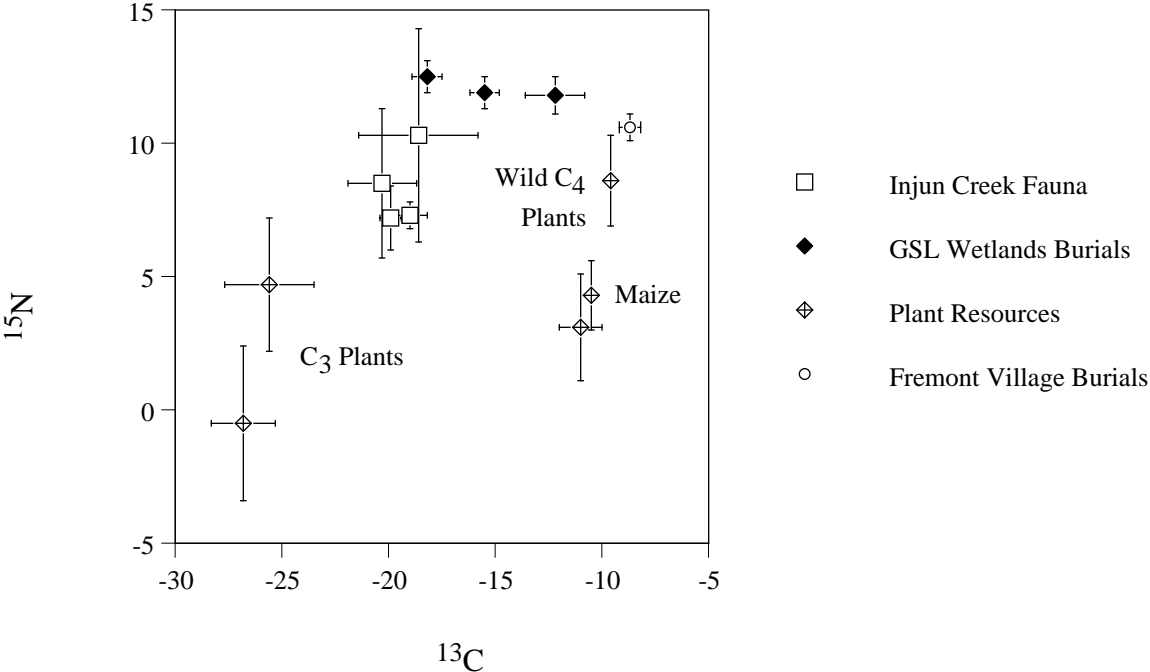 15
10
5
0
-5
-30
-25
-20
-15
-10
-5
15N
13C
Wild C4
Plants
Maize
C3 Plants
Injun Creek Fauna
GSL Wetlands Burials
Plant Resources
Fremont Village Burials